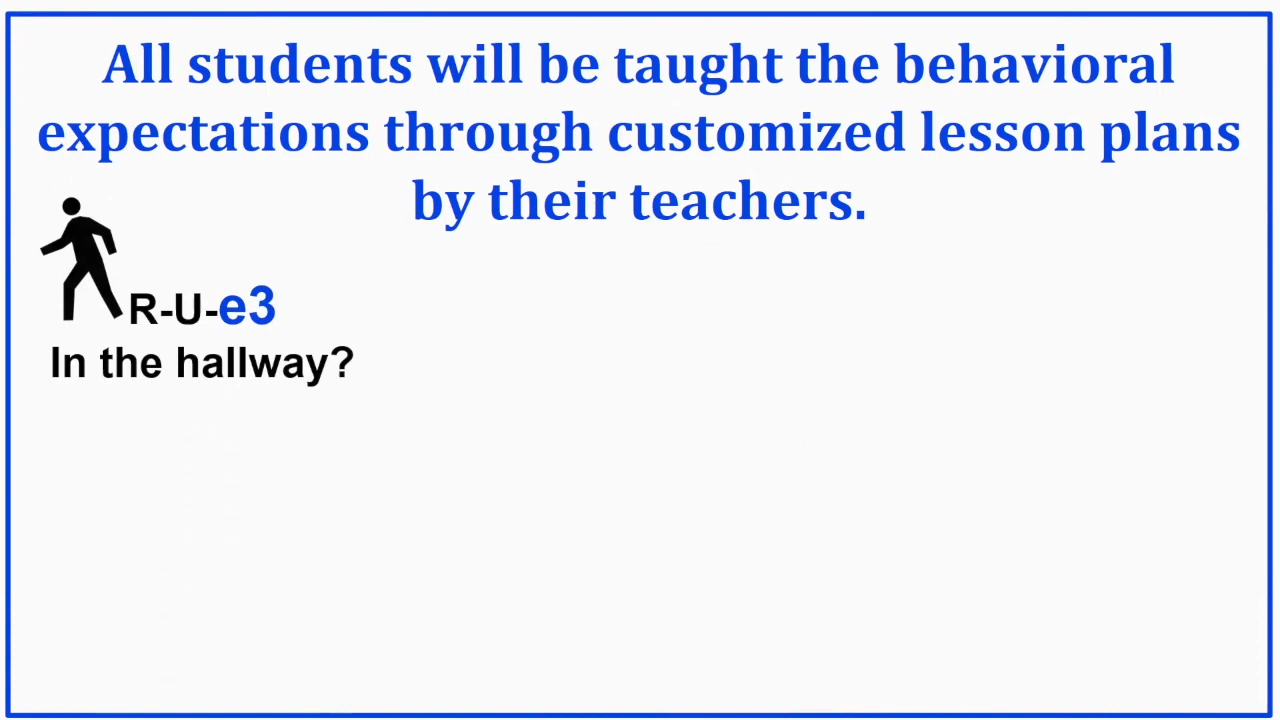 All students will be taught the behavioral
expectations through customized lesson plans
by their teachers.
R-U-e3
In the hallway?